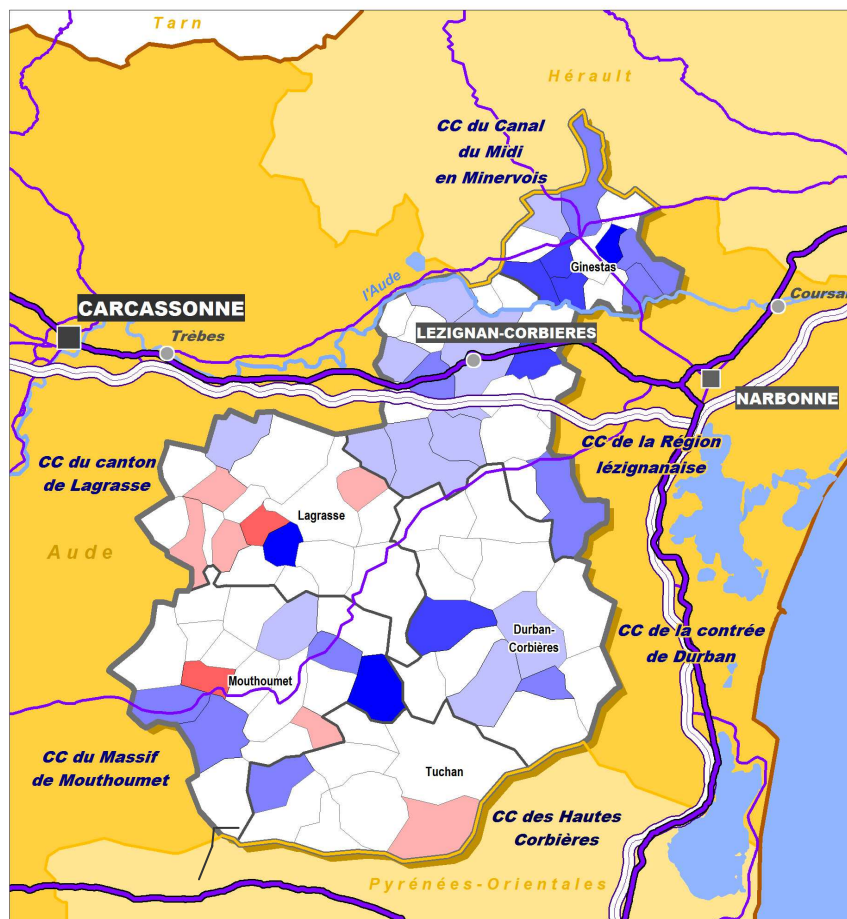 Tarn
Hérault
CC du Canal
du Midi
en Minervois
Ginestas
l'Aude
CARCASSONNE
Trèbes
LEZIGNAN-CORBIERES
Coursan
NARBONNE
CC de la Région
lézignanaise
CC du canton
de Lagrasse
Lagrasse
Aude
Durban-
Corbières
CC de la contrée
de Durban
Mouthoumet
CC du Massif
de Mouthoumet
Tuchan
CC des Hautes
Corbières
Pyrénées-Orientales